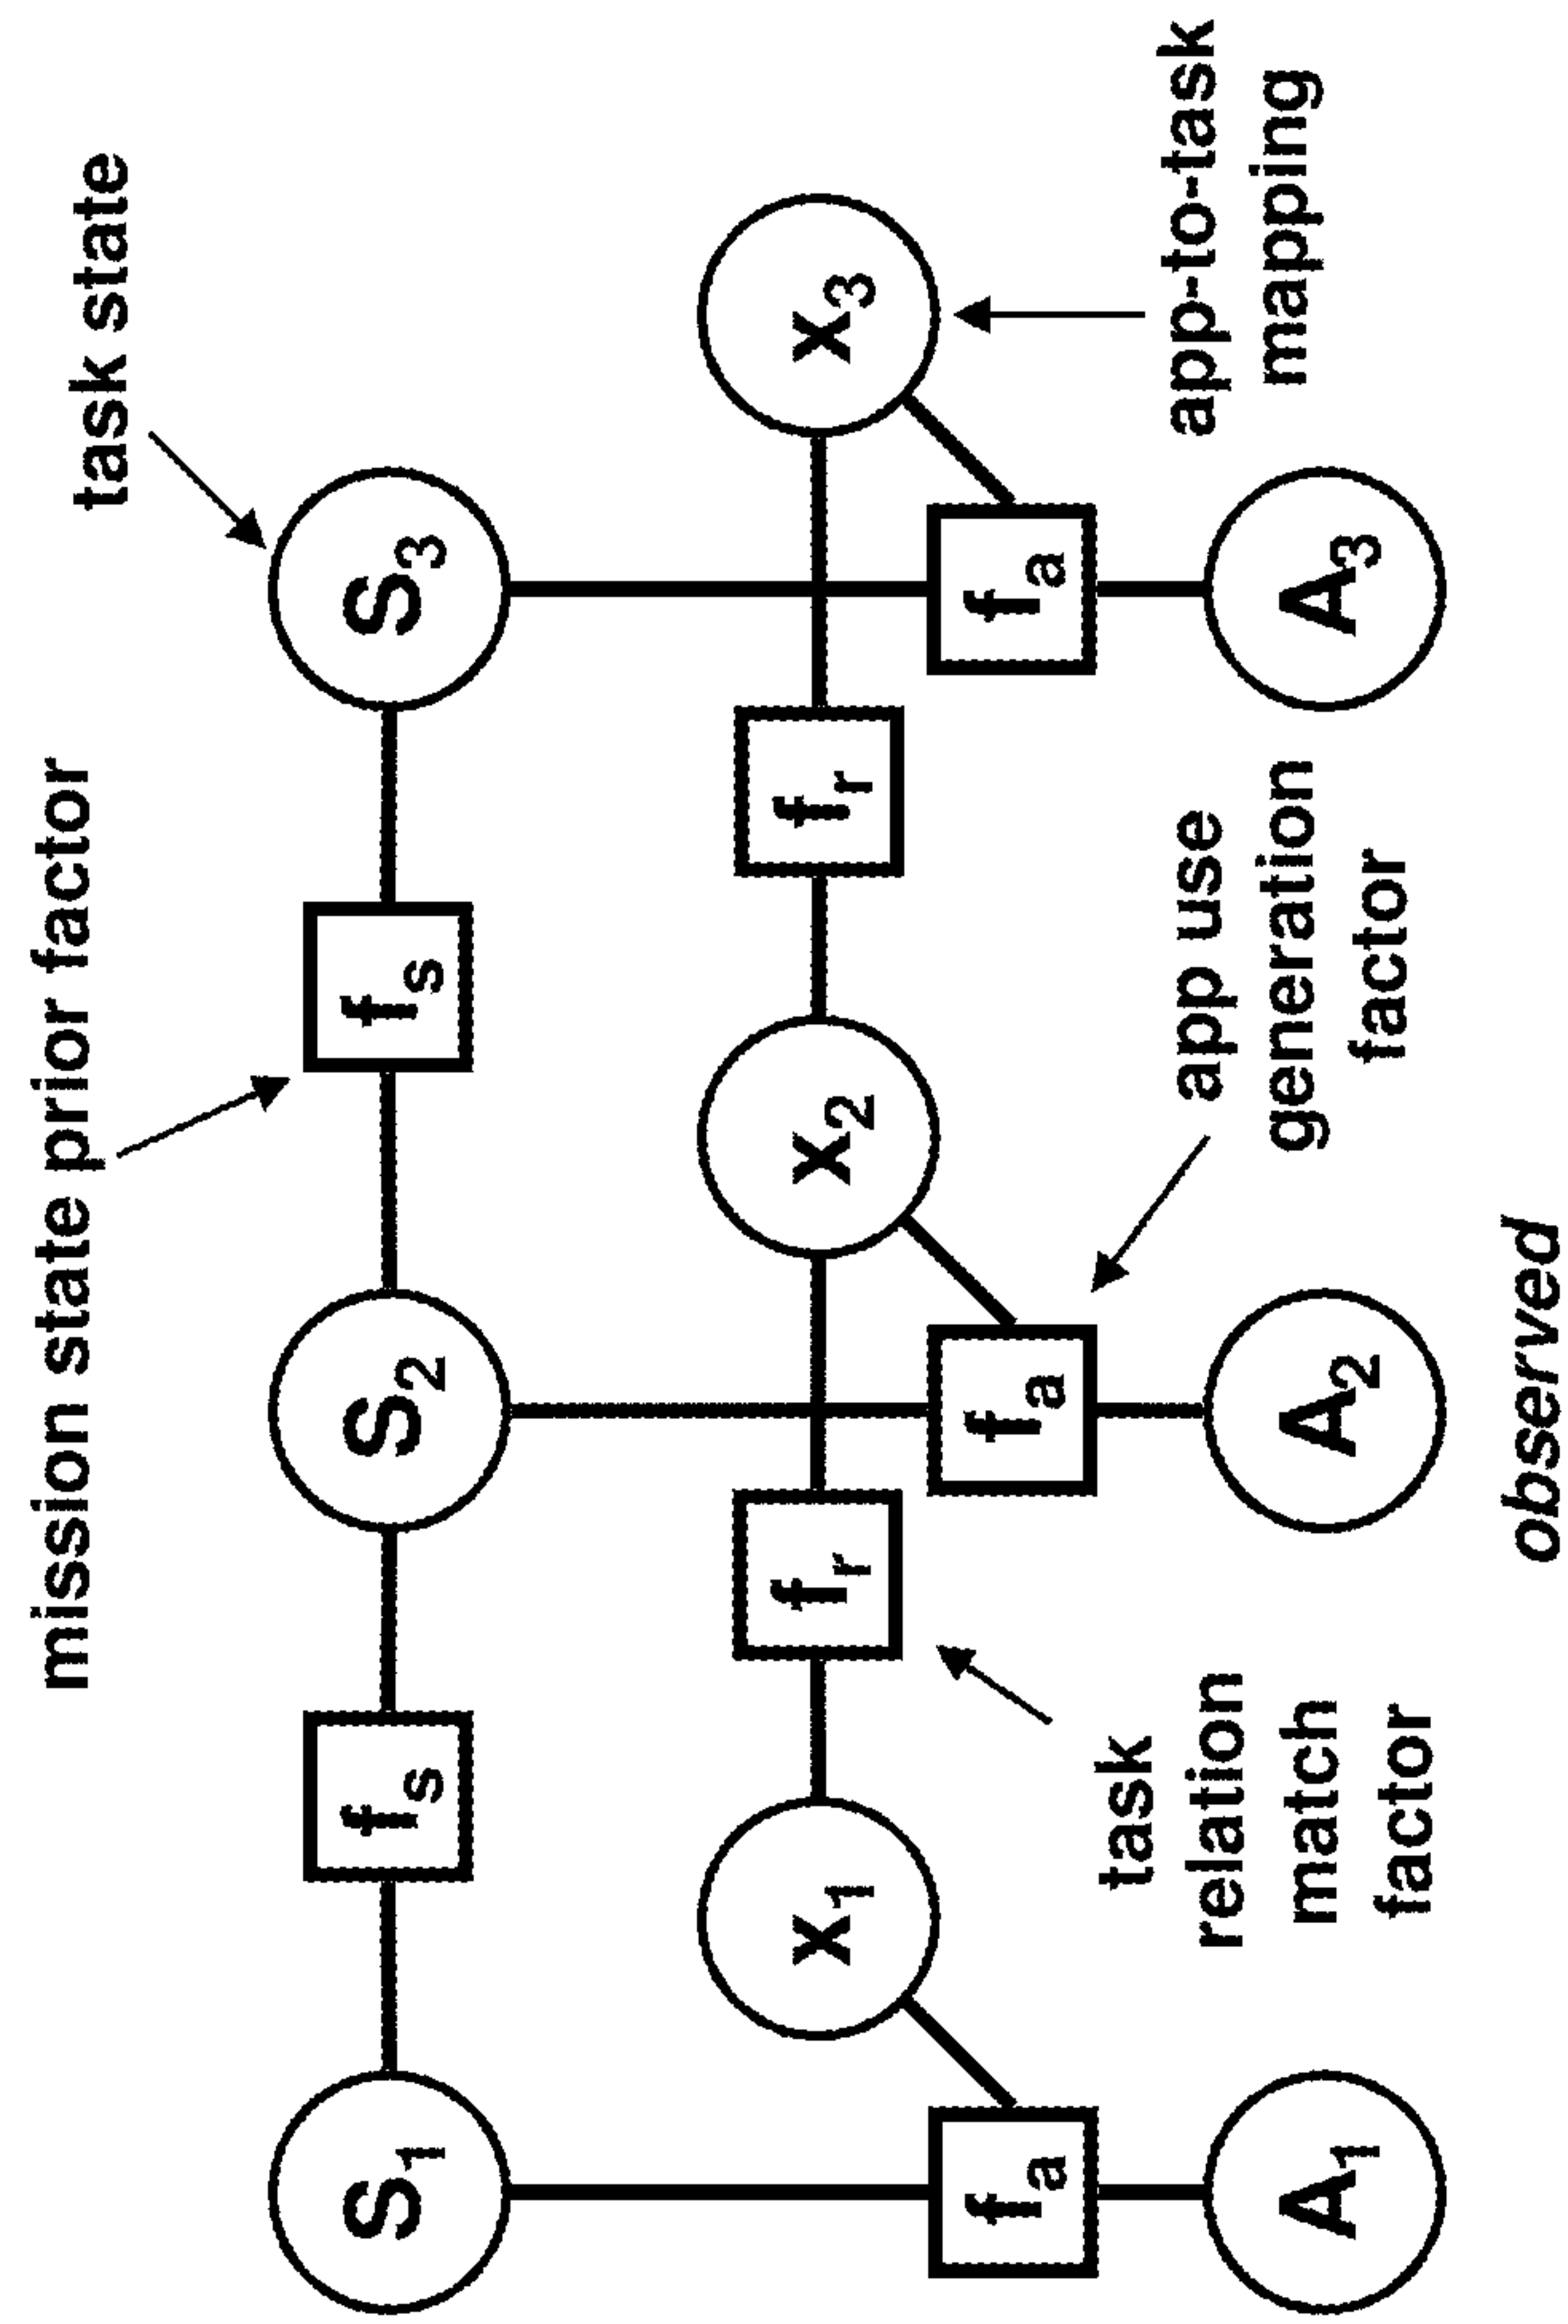 mission state prior factor
task state
S1
fs
S2
fs
S3
x1
fr
x2
fr
x3
fa
fa
fa
A1
A2
A3
task
relation
match
factor
app use
generation
factor
app-to-task
mapping
observed